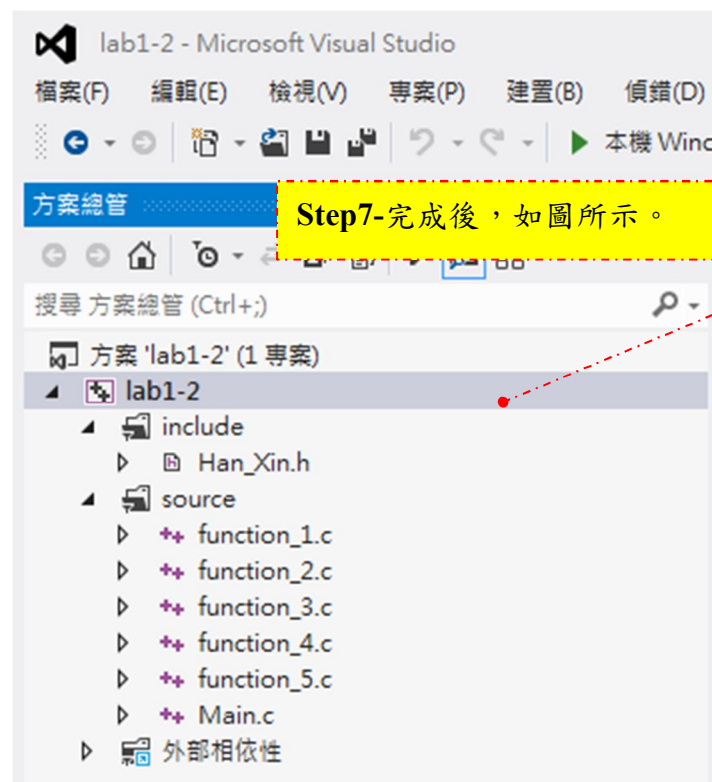 lab1-2 - Microsoft Visual Studio
檔案(F) 編輯(E) 檢視(V) 專案(P) 建置(B) 偵錯(D)
本機 Winc
方案總管
Step7-完成後，如圖所示。
搜尋 方案總管 (Ctrl+;)
方案 'lab1-2' (1 專案)
lab1-2
include
Han_Xin.h
source
function_1.c
function_2.c
function_3.c
function_4.c
function_5.c
Main.c
外部相依性